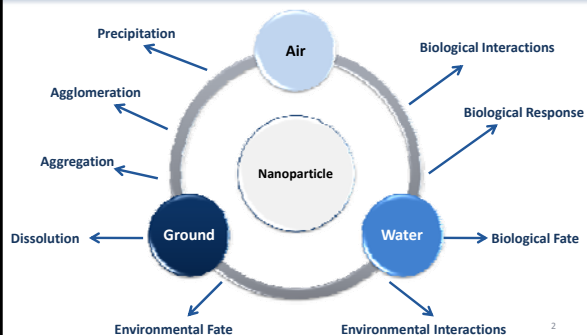 Precipitation
Air
Biological Interactions
Agglomeration
Biological Response
Aggregation
Nanoparticle
Dissolution
Ground
Water
Biological Fate
Environmental Fate
Environmental Interactions
2